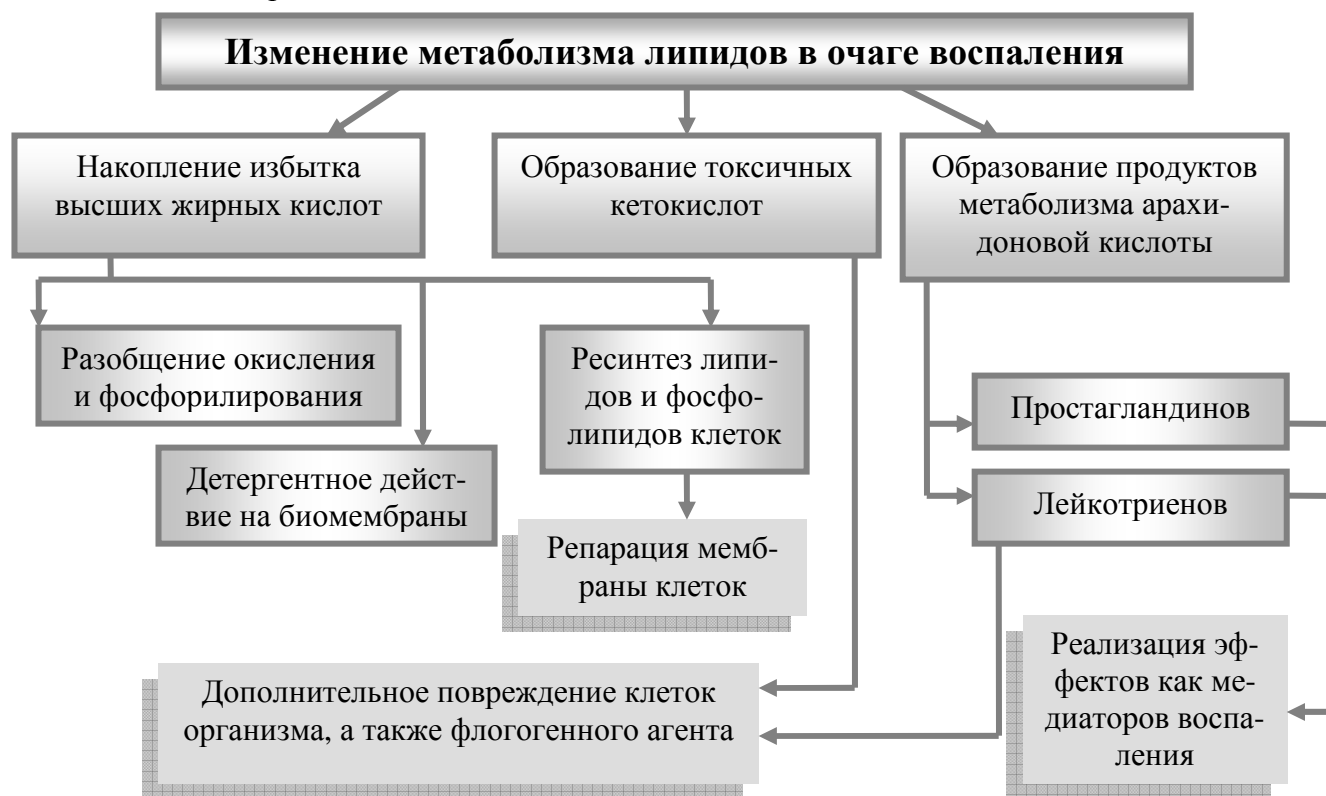 Изменение метаболизма липидов в очаге воспаления
Накопление избытка
высших жирных кислот
Образование токсичных
кетокислот
Образование продуктов
метаболизма арахи-
доновой кислоты
Разобщение окисления
и фосфорилирования
Ресинтез липи-
дов и фосфо-
липидов клеток
Простагландинов
Детергентное дейст-
вие на биомембраны
Лейкотриенов
Репарация мемб-
раны клеток
Дополнительное повреждение клеток
организма, а также флогогенного агента
Реализация эф-
фектов как ме-
диаторов воспа-
ления